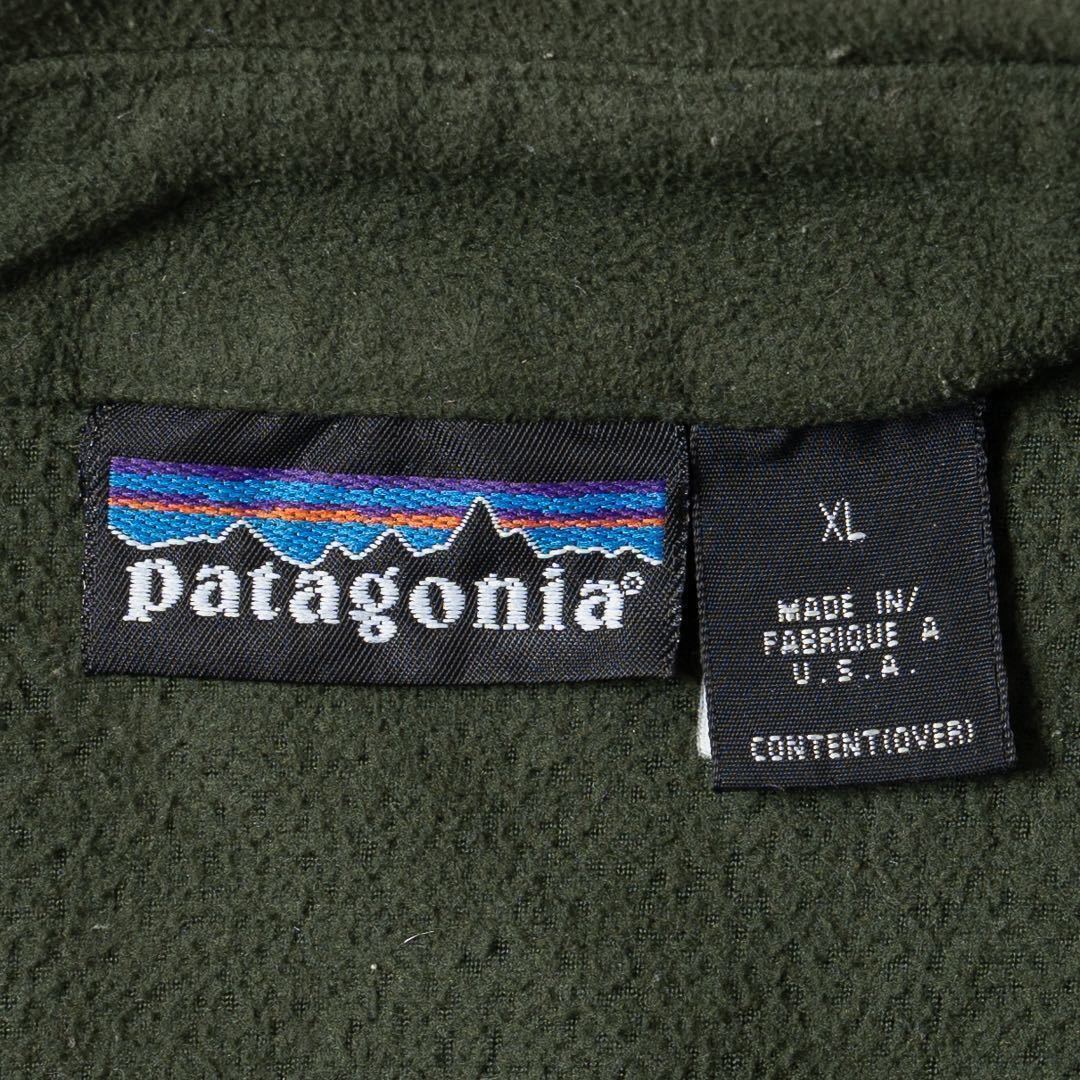 patagonia®
XL
MADE IN/
FABRIQUE A
U.S.A.
CONTENT(OVER)